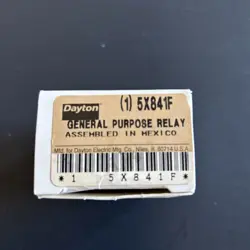 Dayton (1) 5X841F
GENERAL PURPOSE RELAY
ASSEMBLED IN MEXICO
Mfd. for Dayton Electric Mfg. Co., Niles, IL 60714 U.S.A.
* 1 5 X 8 4 1 F *